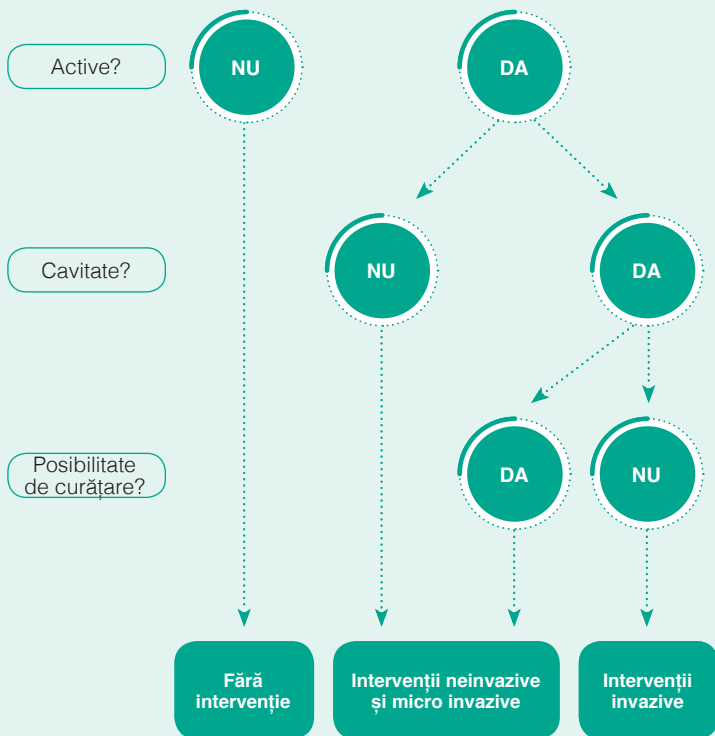 Active?
NU
DA
Cavitate?
NU
DA
Posibilitate
de curățare?
DA
NU
Fără
intervenție
Intervenții neinvazive
și micro invazive
Intervenții
invazive